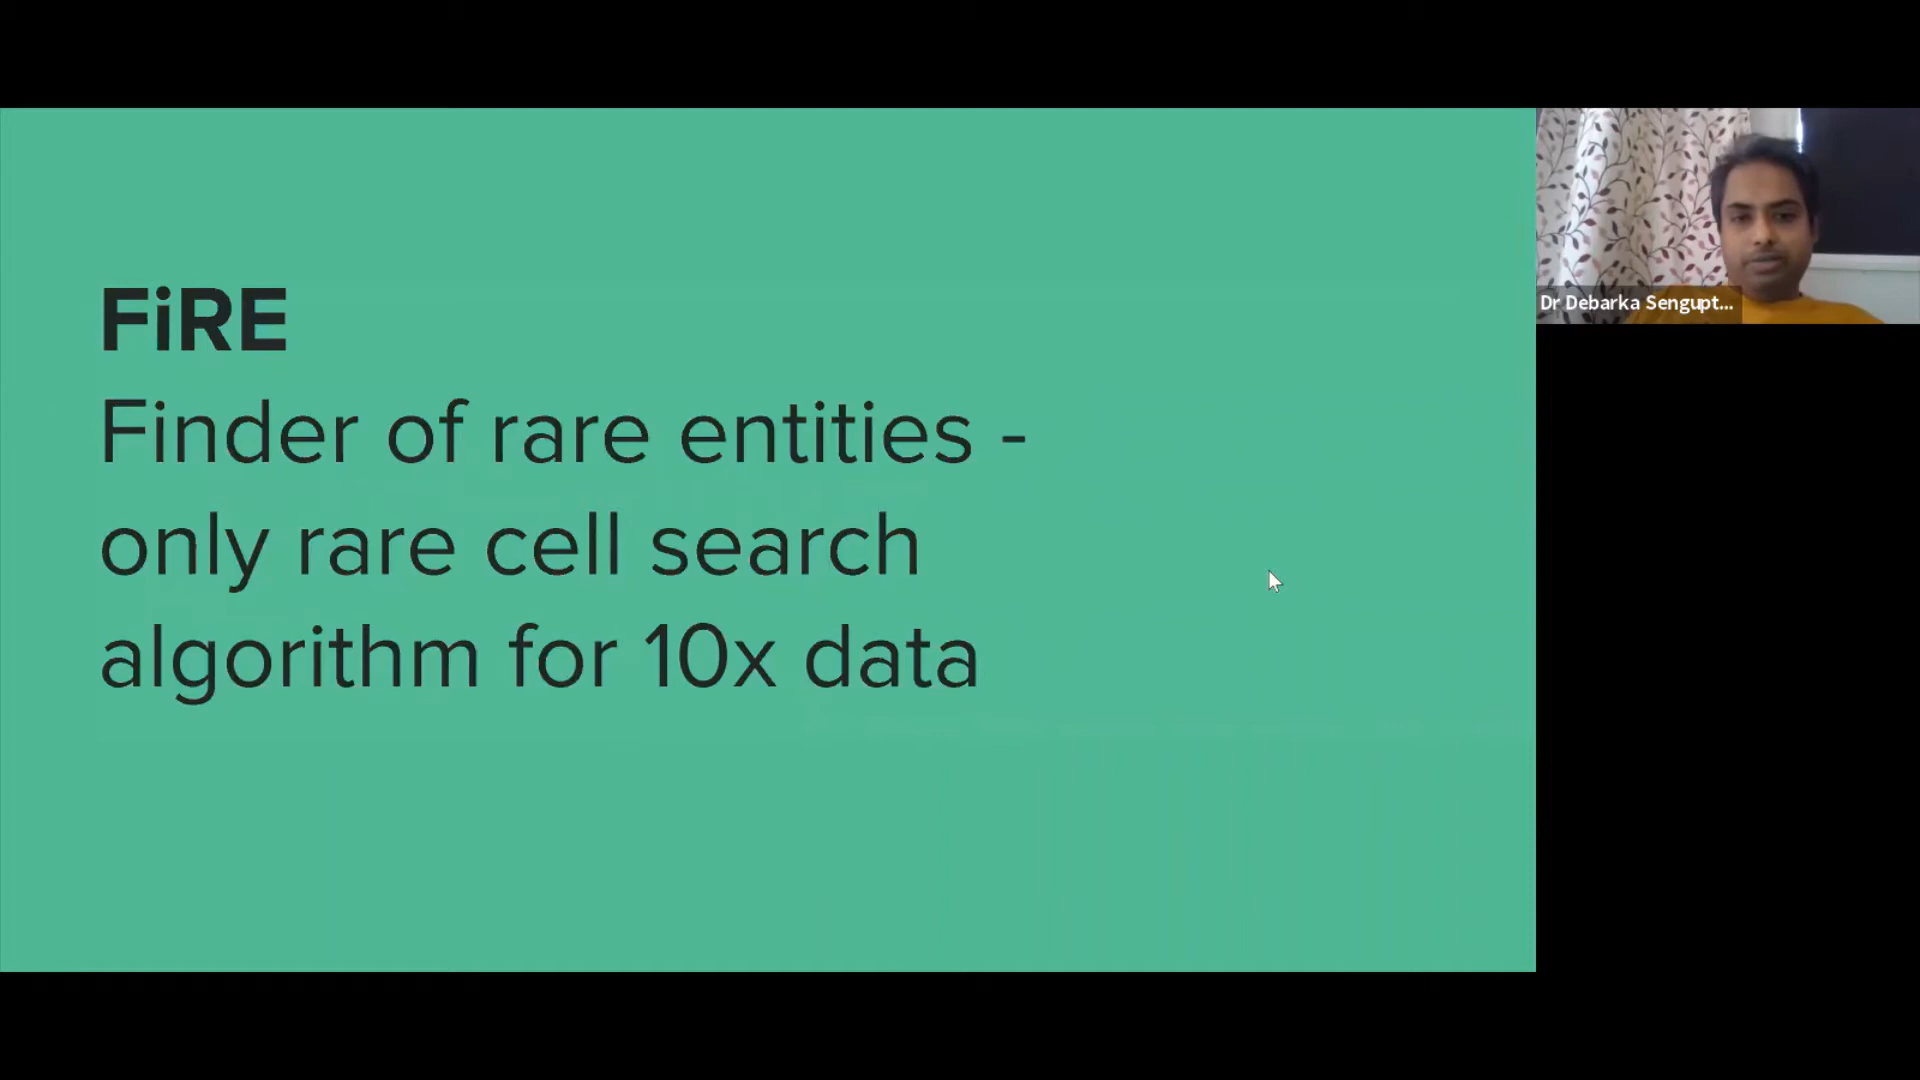 FiRE
Finder of rare entities -
only rare cell search
algorithm for 10x data
Dr Debarka Sengupt...